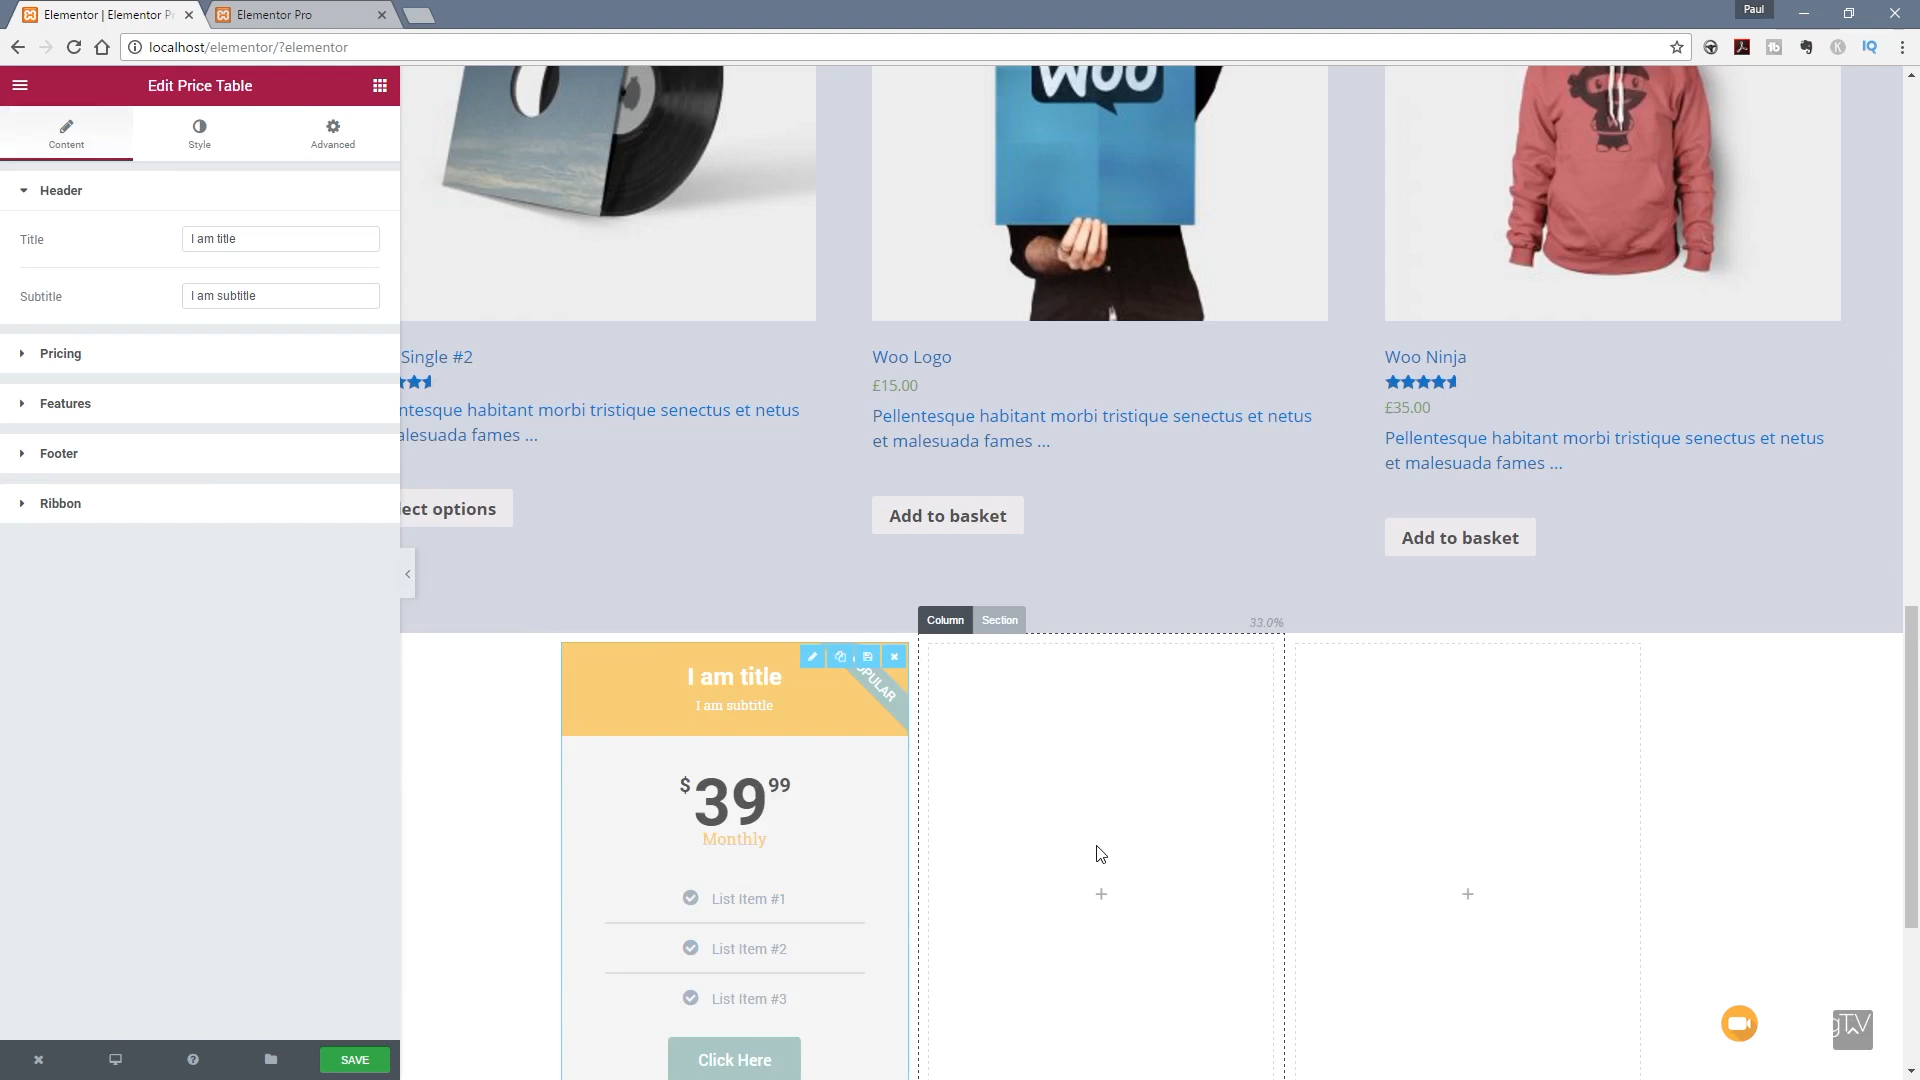 Elementor | Elementor P
Elementor Pro
Paul
localhost/elementor/?elementor
Edit Price Table
Content
Style
Advanced
Header
Title
I am title
Subtitle
I am subtitle
Pricing
Features
Footer
Ribbon
SAVE
WOO
Single #2
ntesque habitant morbi tristique senectus et netus
alesuada fames ...
lect options
Woo Logo
£15.00
Pellentesque habitant morbi tristique senectus et netus
et malesuada fames ...
Add to basket
Woo Ninja
£35.00
Pellentesque habitant morbi tristique senectus et netus
et malesuada fames ...
Add to basket
Column
Section
33.0%
I am title
I am subtitle
PULAR
$39.99
Monthly
List Item #1
List Item #2
List Item #3
Click Here
gTV